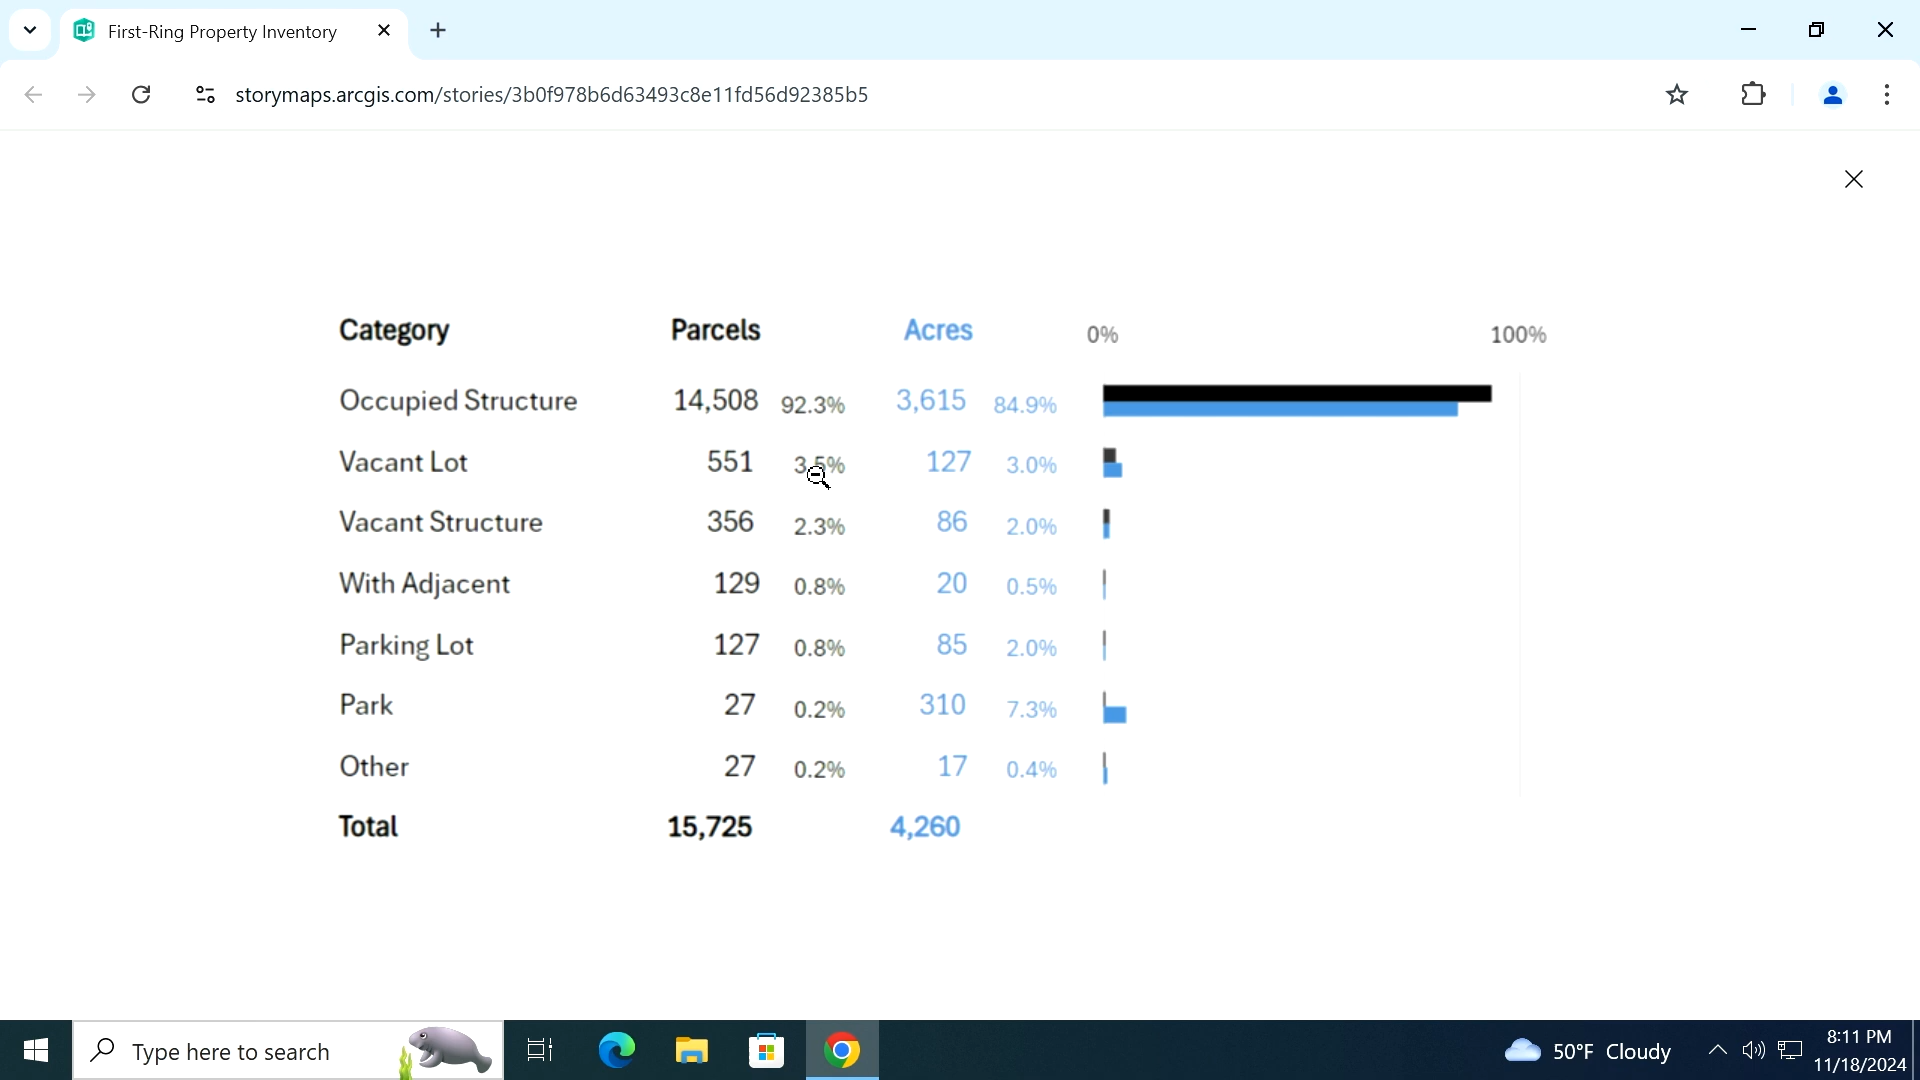 First-Ring Property Inventory
storymaps.arcgis.com/stories/3b0f978b6d63493c8e11fd56d92385b5
Category Parcels Acres 0% 100%
Occupied Structure 14,508 92.3% 3,615 84.9%
Vacant Lot 551 3.5% 127 3.0%
Vacant Structure 356 2.3% 86 2.0%
With Adjacent 129 0.8% 20 0.5%
Parking Lot 127 0.8% 85 2.0%
Park 27 0.2% 310 7.3%
Other 27 0.2% 17 0.4%
Total 15,725 4,260
Type here to search
50°F Cloudy
8:11 PM
11/18/2024